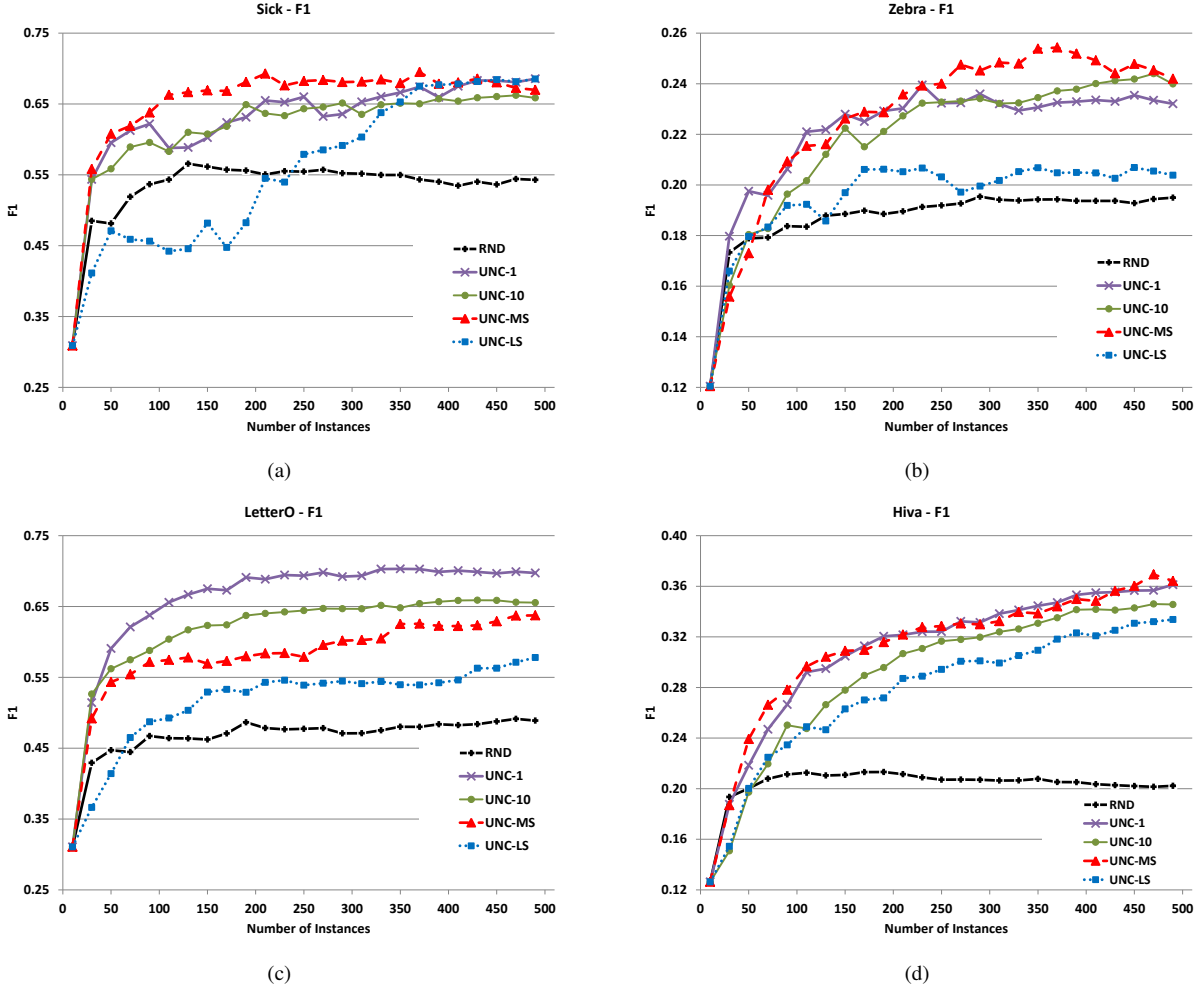 Sick - F1
0.75
0.65
0.55
0.45
0.35
0.25
F1
0 50 100 150 200 250 300 350 400 450 500
Number of Instances
RND
UNC-1
UNC-10
UNC-MS
UNC-LS
(a)
Zebra - F1
0.26
0.24
0.22
0.20
0.18
0.16
0.14
0.12
F1
0 50 100 150 200 250 300 350 400 450 500
Number of Instances
RND
UNC-1
UNC-10
UNC-MS
UNC-LS
(b)
LetterO - F1
0.75
0.65
0.55
0.45
0.35
0.25
F1
0 50 100 150 200 250 300 350 400 450 500
Number of Instances
RND
UNC-1
UNC-10
UNC-MS
UNC-LS
(c)
Hiva - F1
0.40
0.36
0.32
0.28
0.24
0.20
0.16
0.12
F1
0 50 100 150 200 250 300 350 400 450 500
Number of Instances
RND
UNC-1
UNC-10
UNC-MS
UNC-LS
(d)